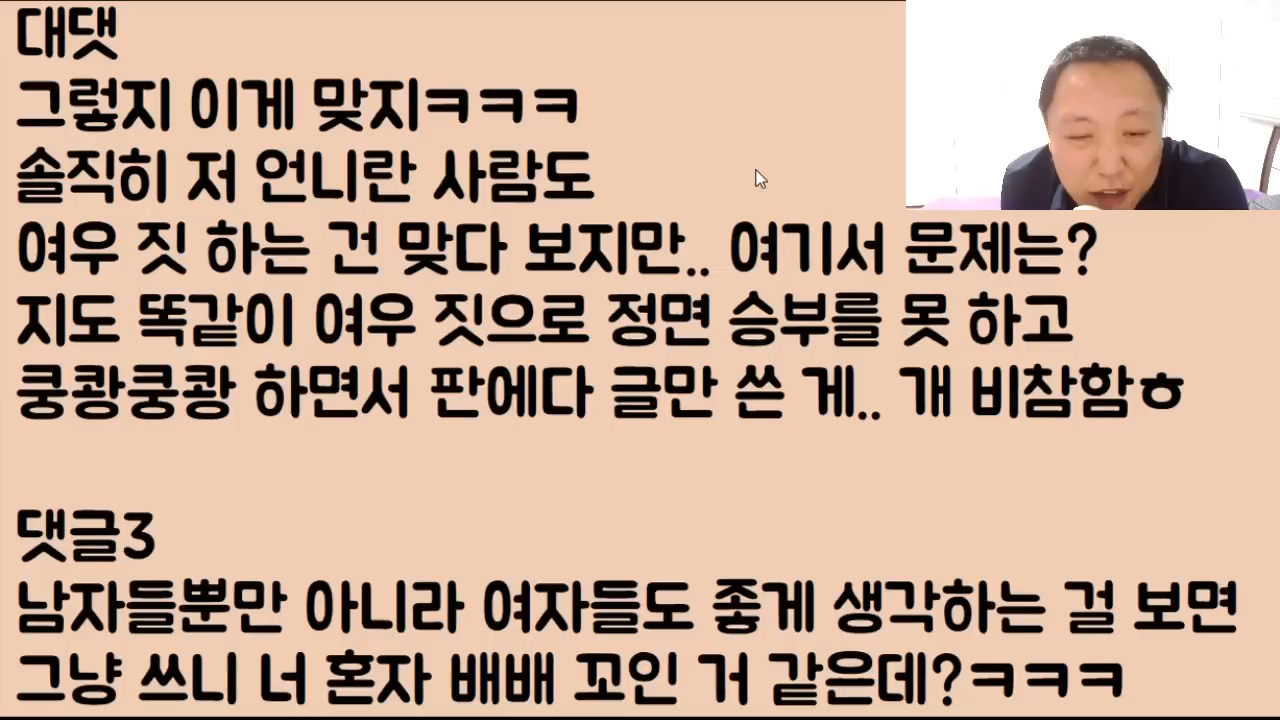 대댓
그렇지 이게 맞지ㅋㅋㅋ
솔직히 저 언니란 사람도
여우 짓 하는 건 맞다 보지만.. 여기서 문제는?
지도 똑같이 여우 짓으로 정면 승부를 못 하고
쿵쾅쿵쾅 하면서 판에다 글만 쓴 게.. 개 비참함ㅎ
댓글3
남자들뿐만 아니라 여자들도 좋게 생각하는 걸 보면
그냥 쓰니 너 혼자 배배 꼬인 거 같은데?ㅋㅋㅋ